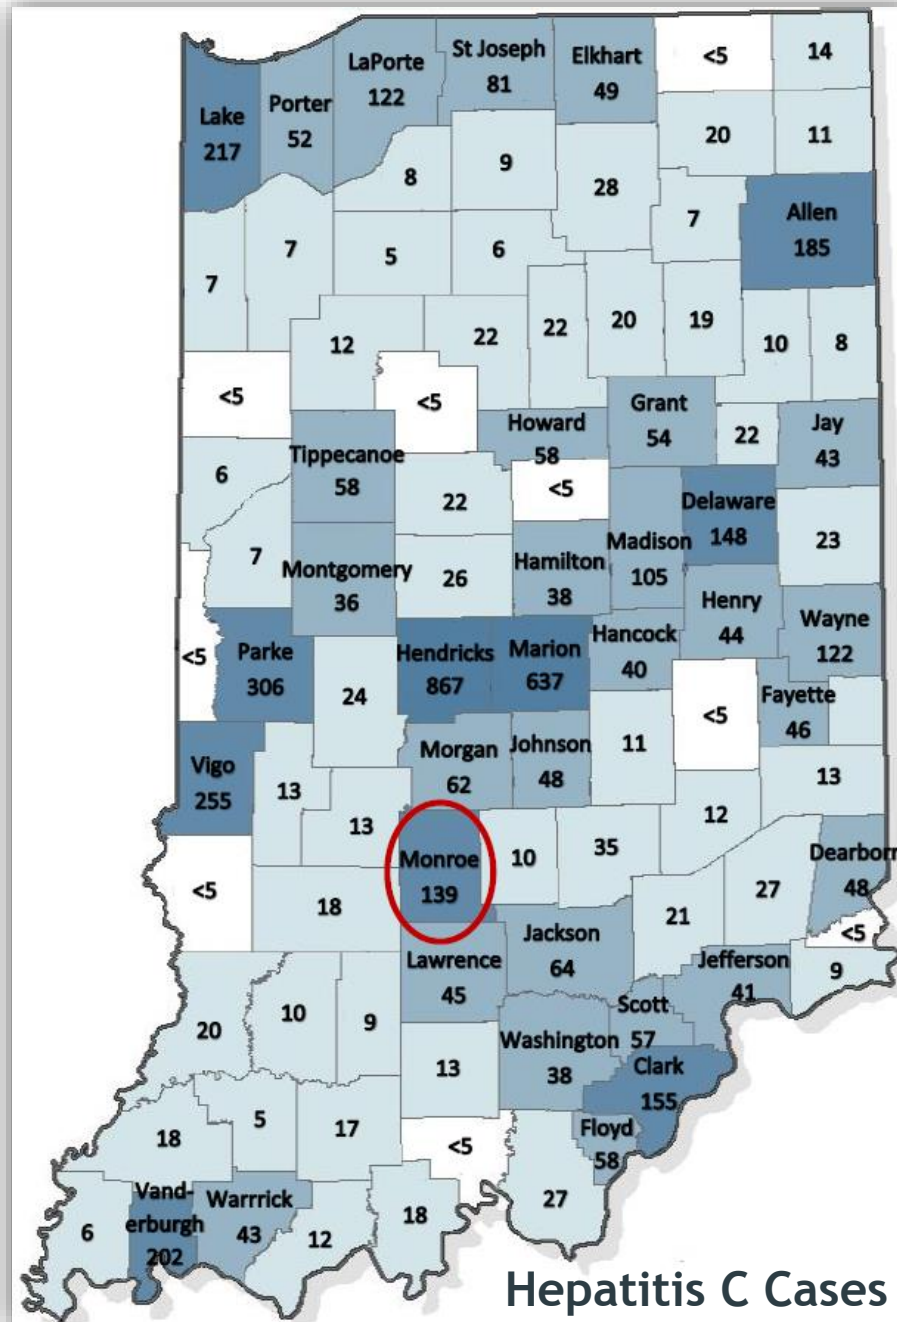 St Joseph
81
LaPorte
122
Elkhart
49
<5
14
Lake
217
Porter
52
20
11
8
9
28
7
Allen
185
7
7
5
6
12
22
22
20
19
10
8
<5
<5
Grant
54
Howard
58
22
Jay
43
6
Tippecanoe
58
22
<5
Delaware
148
23
7
Montgomery
36
26
Hamilton
38
Madison
105
Henry
44
Wayne
122
<5
Parke
306
24
Hendricks
867
Marion
637
Hancock
40
<5
Fayette
46
Vigo
255
13
13
Morgan
62
Johnson
48
11
13
12
Monroe
139
10
35
27
Dearborn
48
<5
18
21
<5
Jackson
64
Lawrence
45
Jefferson
41
9
20
10
9
Scott
57
Washington
38
13
Clark
155
18
5
17
<5
Floyd
58
27
6
Vand-
erburgh
202
Warrrick
43
12
18
Hepatitis C Cases